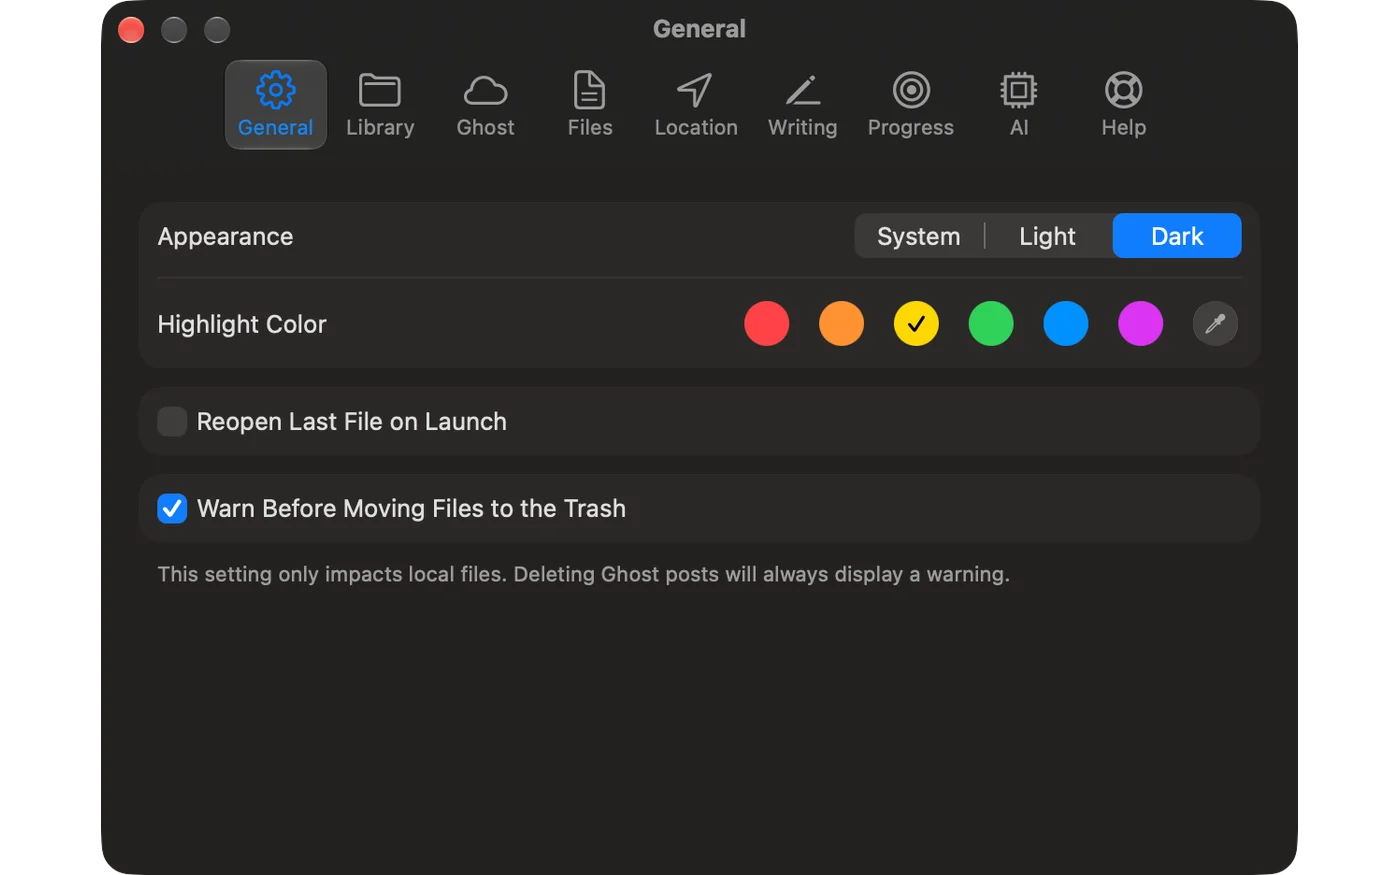 General
General Library Ghost Files Location Writing Progress AI Help
Appearance System Light Dark
Highlight Color
Reopen Last File on Launch
Warn Before Moving Files to the Trash
This setting only impacts local files. Deleting Ghost posts will always display a warning.